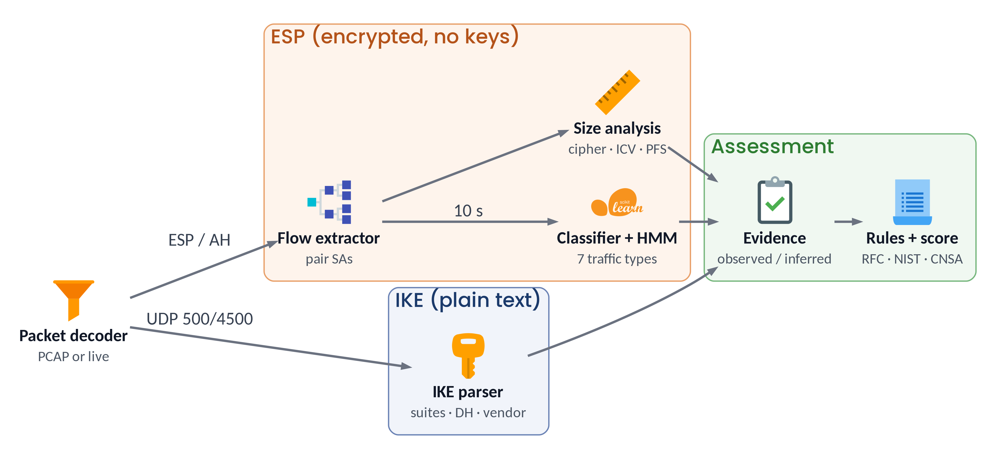 ESP (encrypted, no keys)
Size analysis
cipher · ICV · PFS
Assessment
scikit
learn
10 s
ESP / AH
Flow extractor
pair SAs
Classifier + HMM
7 traffic types
Evidence
observed / inferred
Rules + score
RFC · NIST · CNSA
IKE (plain text)
UDP 500/4500
Packet decoder
PCAP or live
IKE parser
suites · DH · vendor